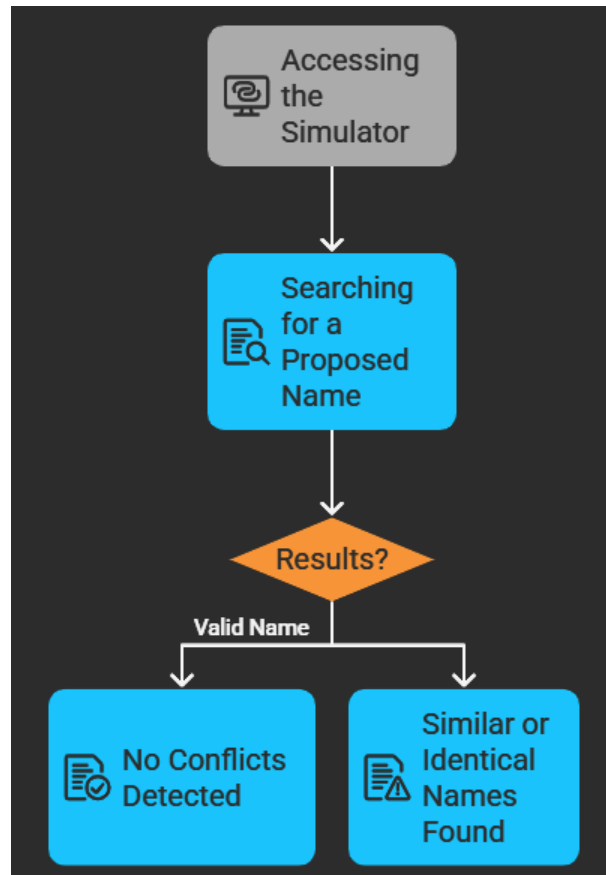 Accessing
the
Simulator
Searching
for a
Proposed
Name
Results?
Valid Name
No Conflicts
Detected
Similar or
Identical
Names
Found